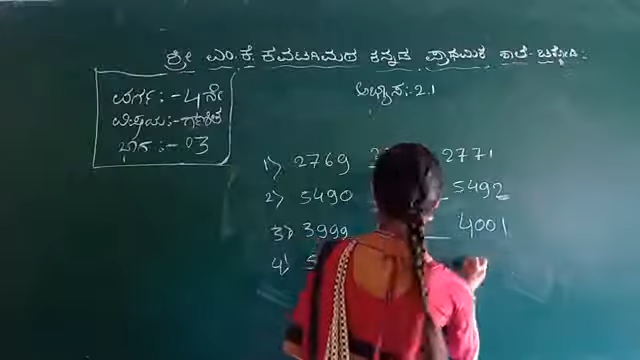 ಶ್ರೀ ಎಂ.ಕೆ ಕವಟಗಿಮಠ ಕನ್ನಡ ಪ್ರಾಥಮಿಕ ಶಾಲೆ-ಚಿಕ್ಕೋಡಿ:
ವರ್ಗ:-4ನೇ
ವಿಷಯ:-ಗಣಿತ
ಭಾಗ:-03
ಅಭ್ಯಾಸ:-2.1
1) 2769 2771
2) 5490 5492
3) 3999 4001
4) 5